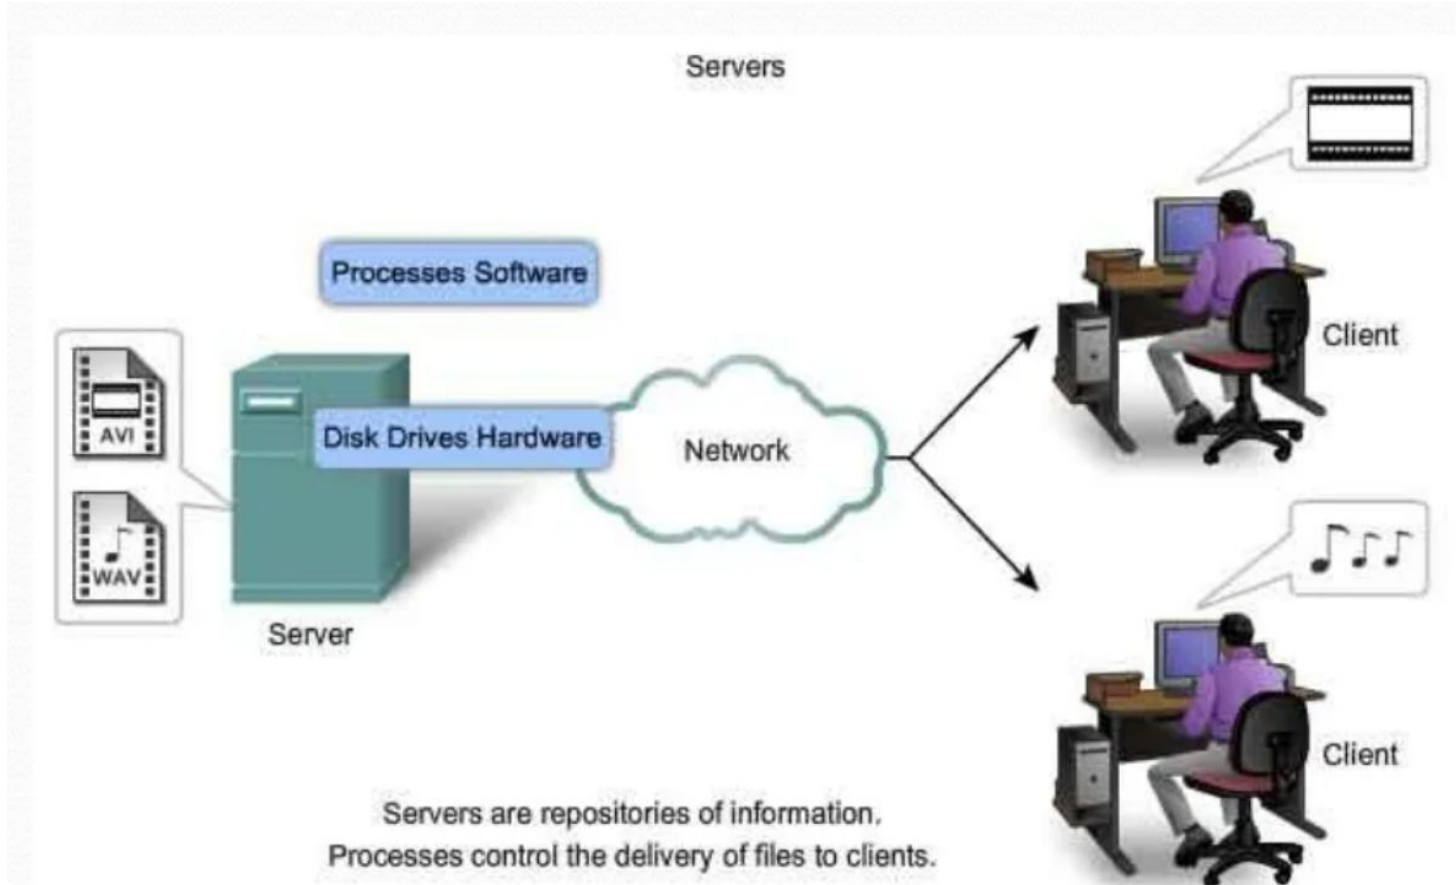 Servers
Processes Software
AVI
Disk Drives Hardware
Network
WAV
Server
Client
Client
Servers are repositories of information.
Processes control the delivery of files to clients.